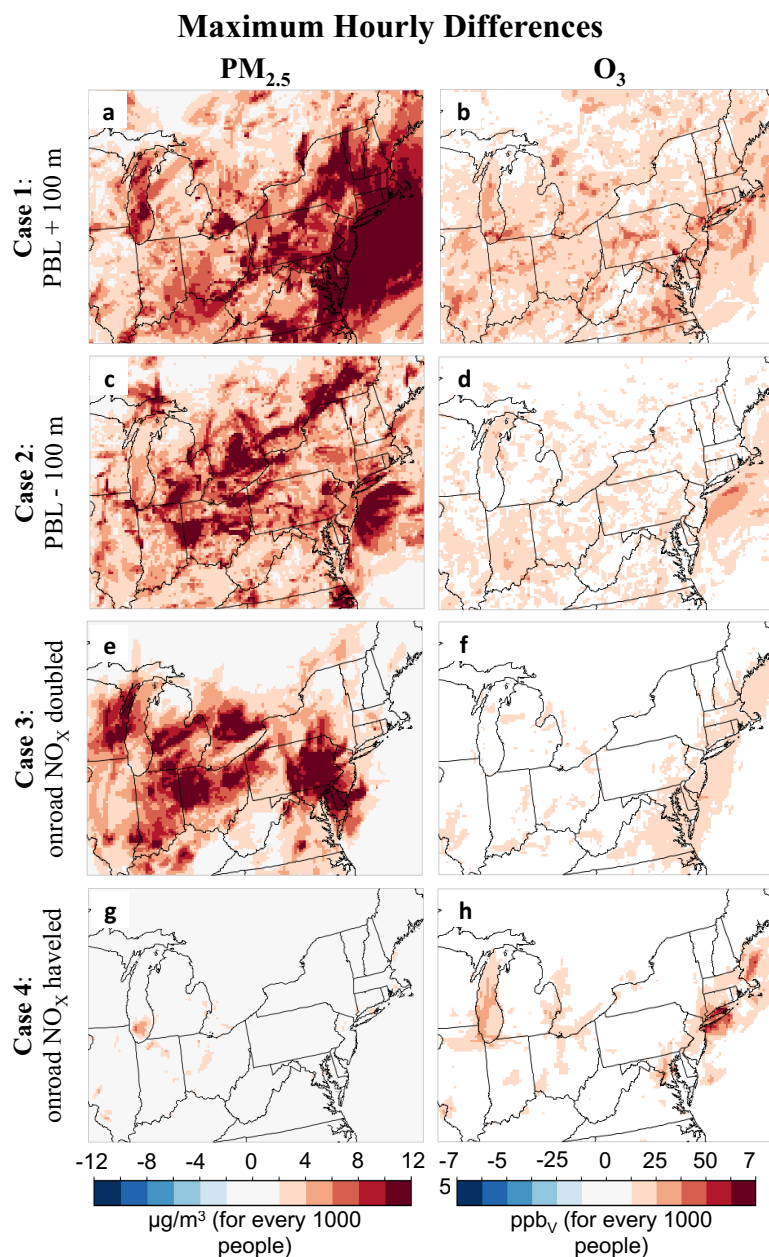 Maximum Hourly Differences
PM2.5
O3
Case 1:
PBL + 100 m
a
b
Case 2:
PBL - 100 m
c
d
Case 3:
onroad NOX doubled
e
f
Case 4:
onroad NOX haveled
g
h
-12 -8 -4 0 4 8 12
µg/m³ (for every 1000
people)
-7 -5 0 25 50 7
5
ppbV (for every 1000
people)